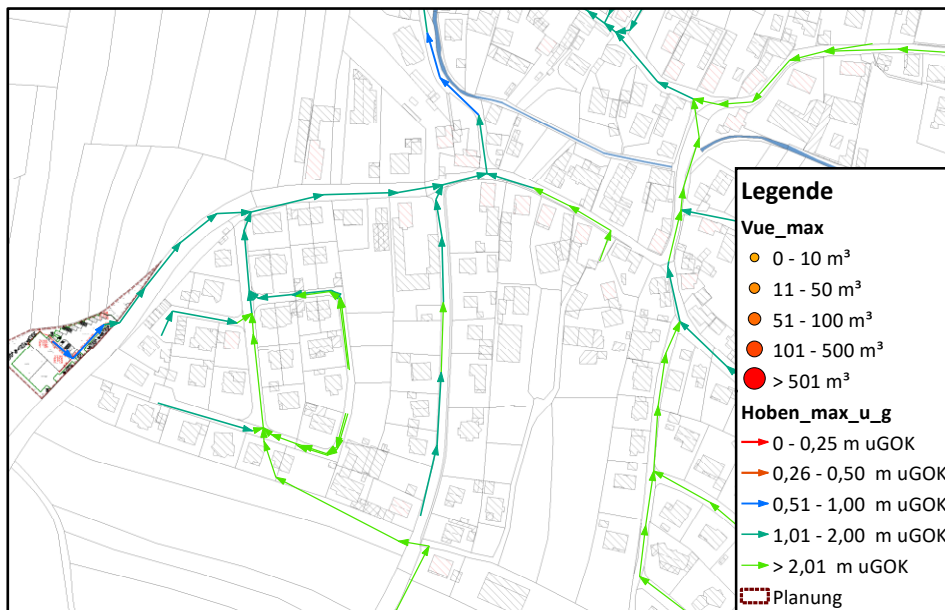 Legende
Vue_max
0 - 10 m³
11 - 50 m³
51 - 100 m³
101 - 500 m³
> 501 m³
Hoben_max_u_g
0 - 0,25 m uGOK
0,26 - 0,50 m uGOK
0,51 - 1,00 m uGOK
1,01 - 2,00 m uGOK
> 2,01 m uGOK
Planung